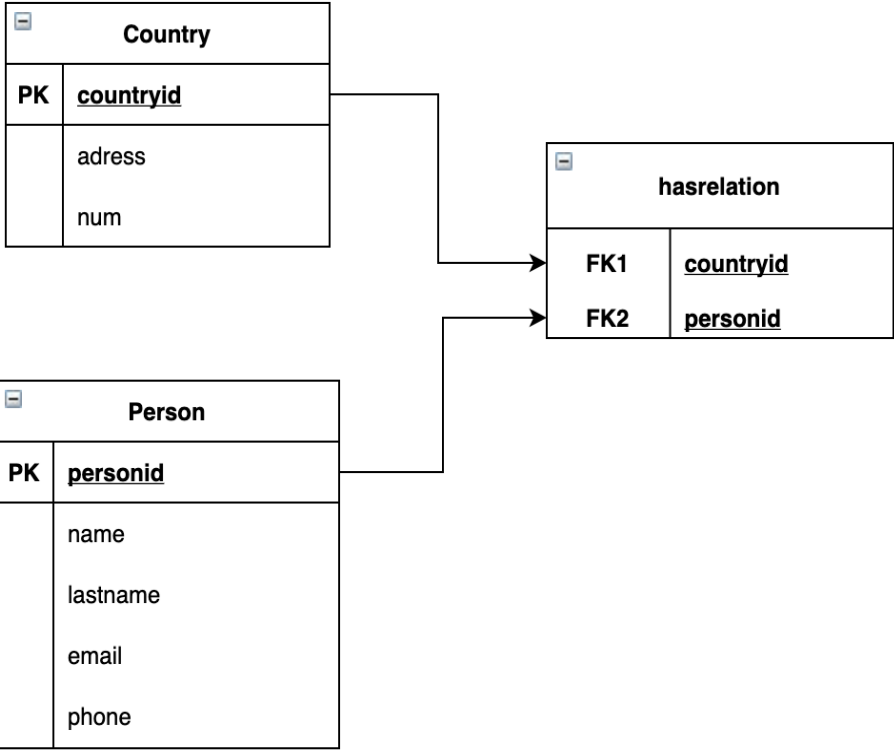 Country
PK countryid
adress
num
hasrelation
FK1 countryid
FK2 personid
Person
PK personid
name
lastname
email
phone